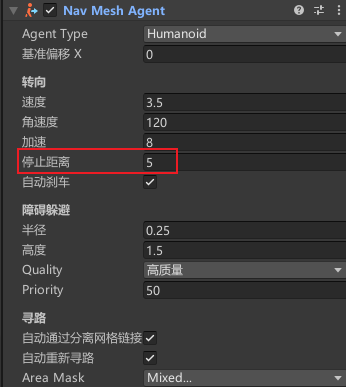 Nav Mesh Agent
Agent Type Humanoid
基准偏移 X 0
转向
速度 3.5
角速度 120
加速 8
停止距离 5
自动刹车
障碍躲避
半径 0.25
高度 1.5
Quality 高质量
Priority 50
寻路
自动通过分离网格链接
自动重新寻路
Area Mask Mixed...